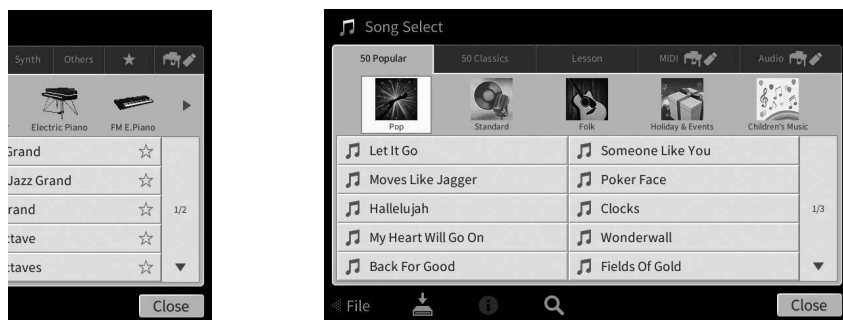 Synth Others
Electric Piano FM E.Piano
Grand
Jazz Grand
rand
ctave
ctaves
1/2
Close
Song Select
50 Popular 50 Classics Lesson MIDI Audio
Pop Standard Folk Holiday & Events Children's Music
Let It Go Someone Like You
Moves Like Jagger Poker Face
Hallelujah Clocks
My Heart Will Go On Wonderwall
Back For Good Fields Of Gold
1/3
File Close